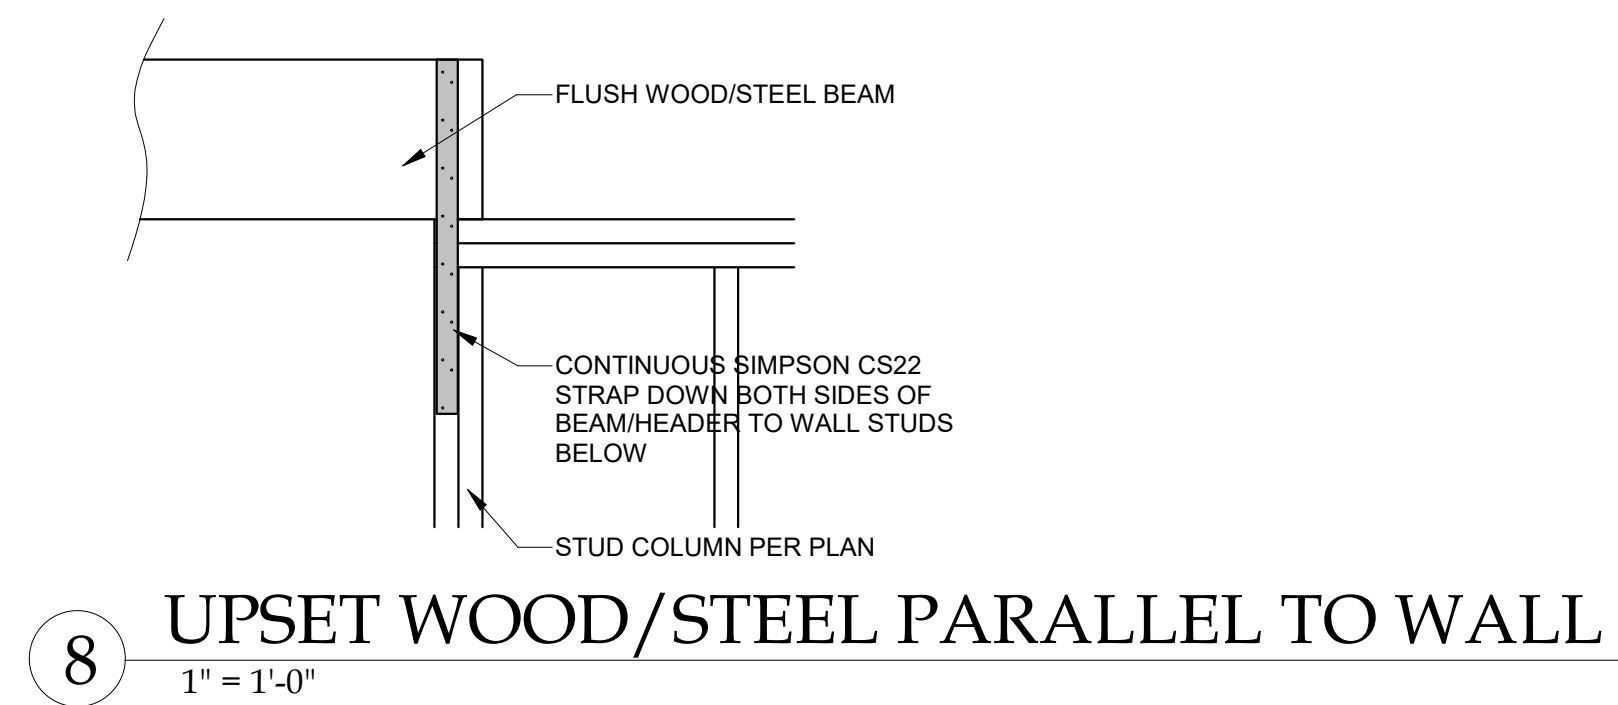 FLUSH WOOD/STEEL BEAM
CONTINUOUS SIMPSON CS22
STRAP DOWN BOTH SIDES OF
BEAM/HEADER TO WALL STUDS
BELOW
STUD COLUMN PER PLAN
8
UPSET WOOD/STEEL PARALLEL TO WALL
1" = 1'-0"